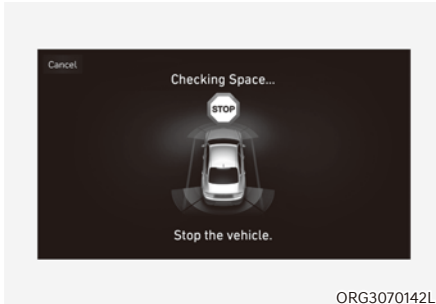 Cancel
Checking Space...
STOP
Stop the vehicle.
ORG3070142L